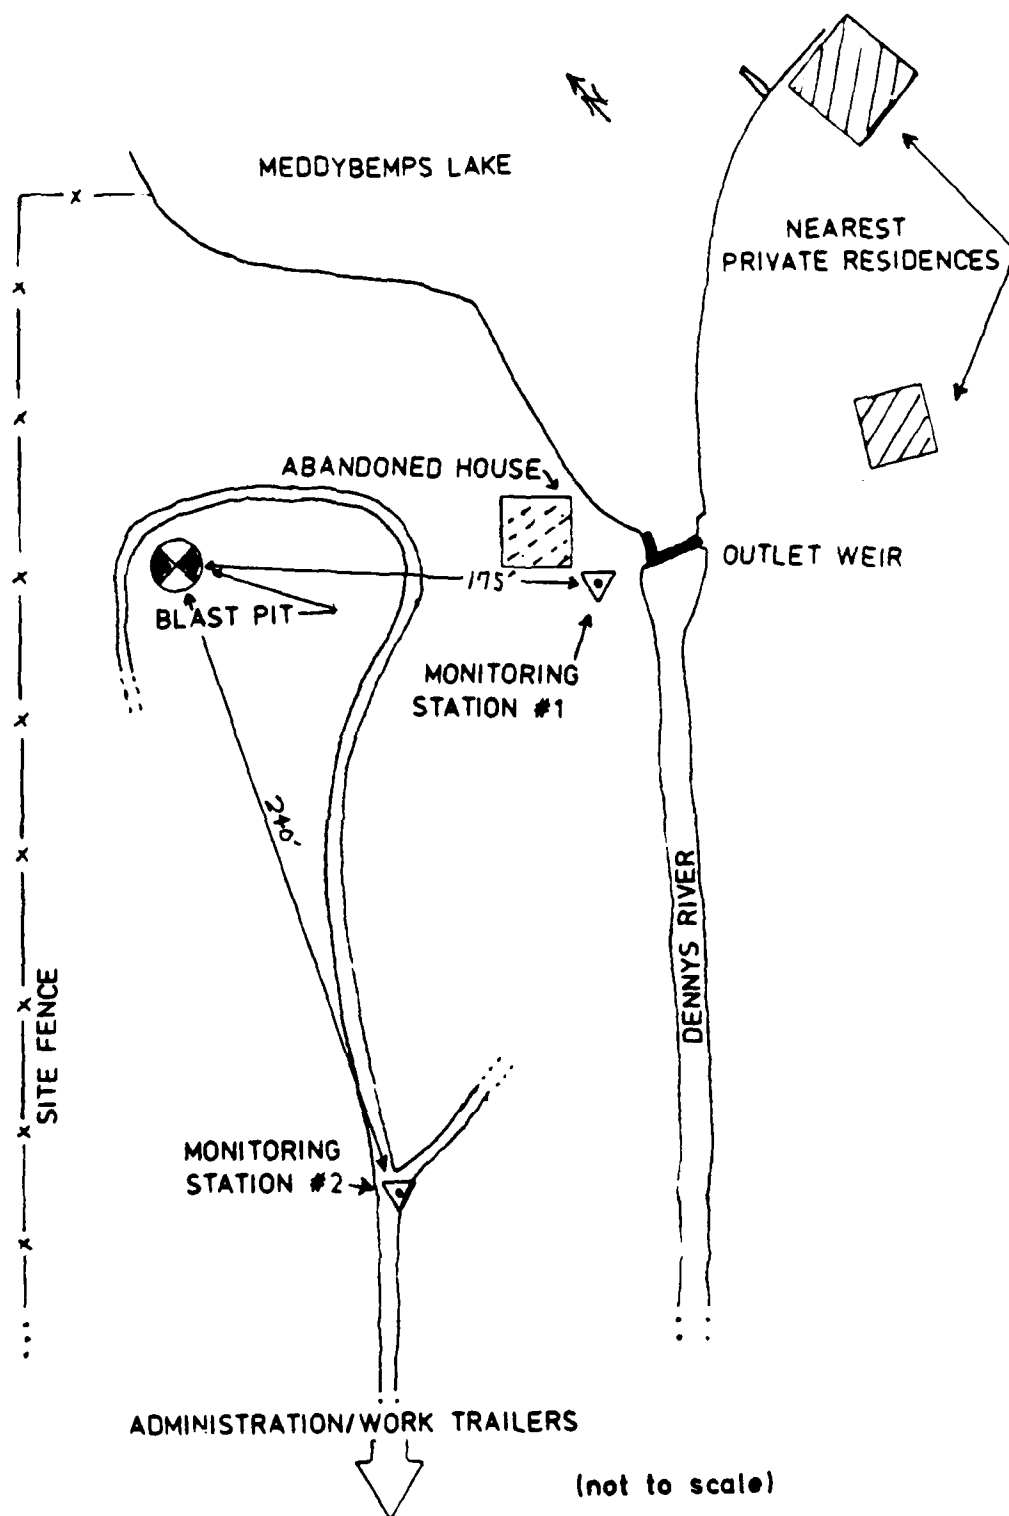 N
MEDDYBEMPS LAKE
NEAREST
PRIVATE RESIDENCES
ABANDONED HOUSE
OUTLET WEIR
175'
BLAST PIT
MONITORING
STATION #1
240'
DENNYS RIVER
SITE FENCE
MONITORING
STATION #2
ADMINISTRATION/WORK TRAILERS
(not to scale)